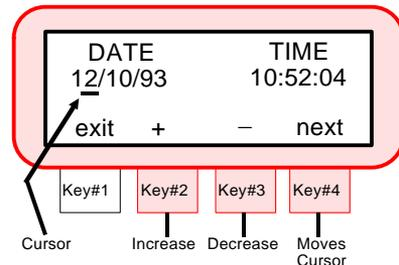 DATE TIME
12/10/93 10:52:04
exit + – next
Key#1 Key#2 Key#3 Key#4
Cursor Increase Decrease Moves
Cursor